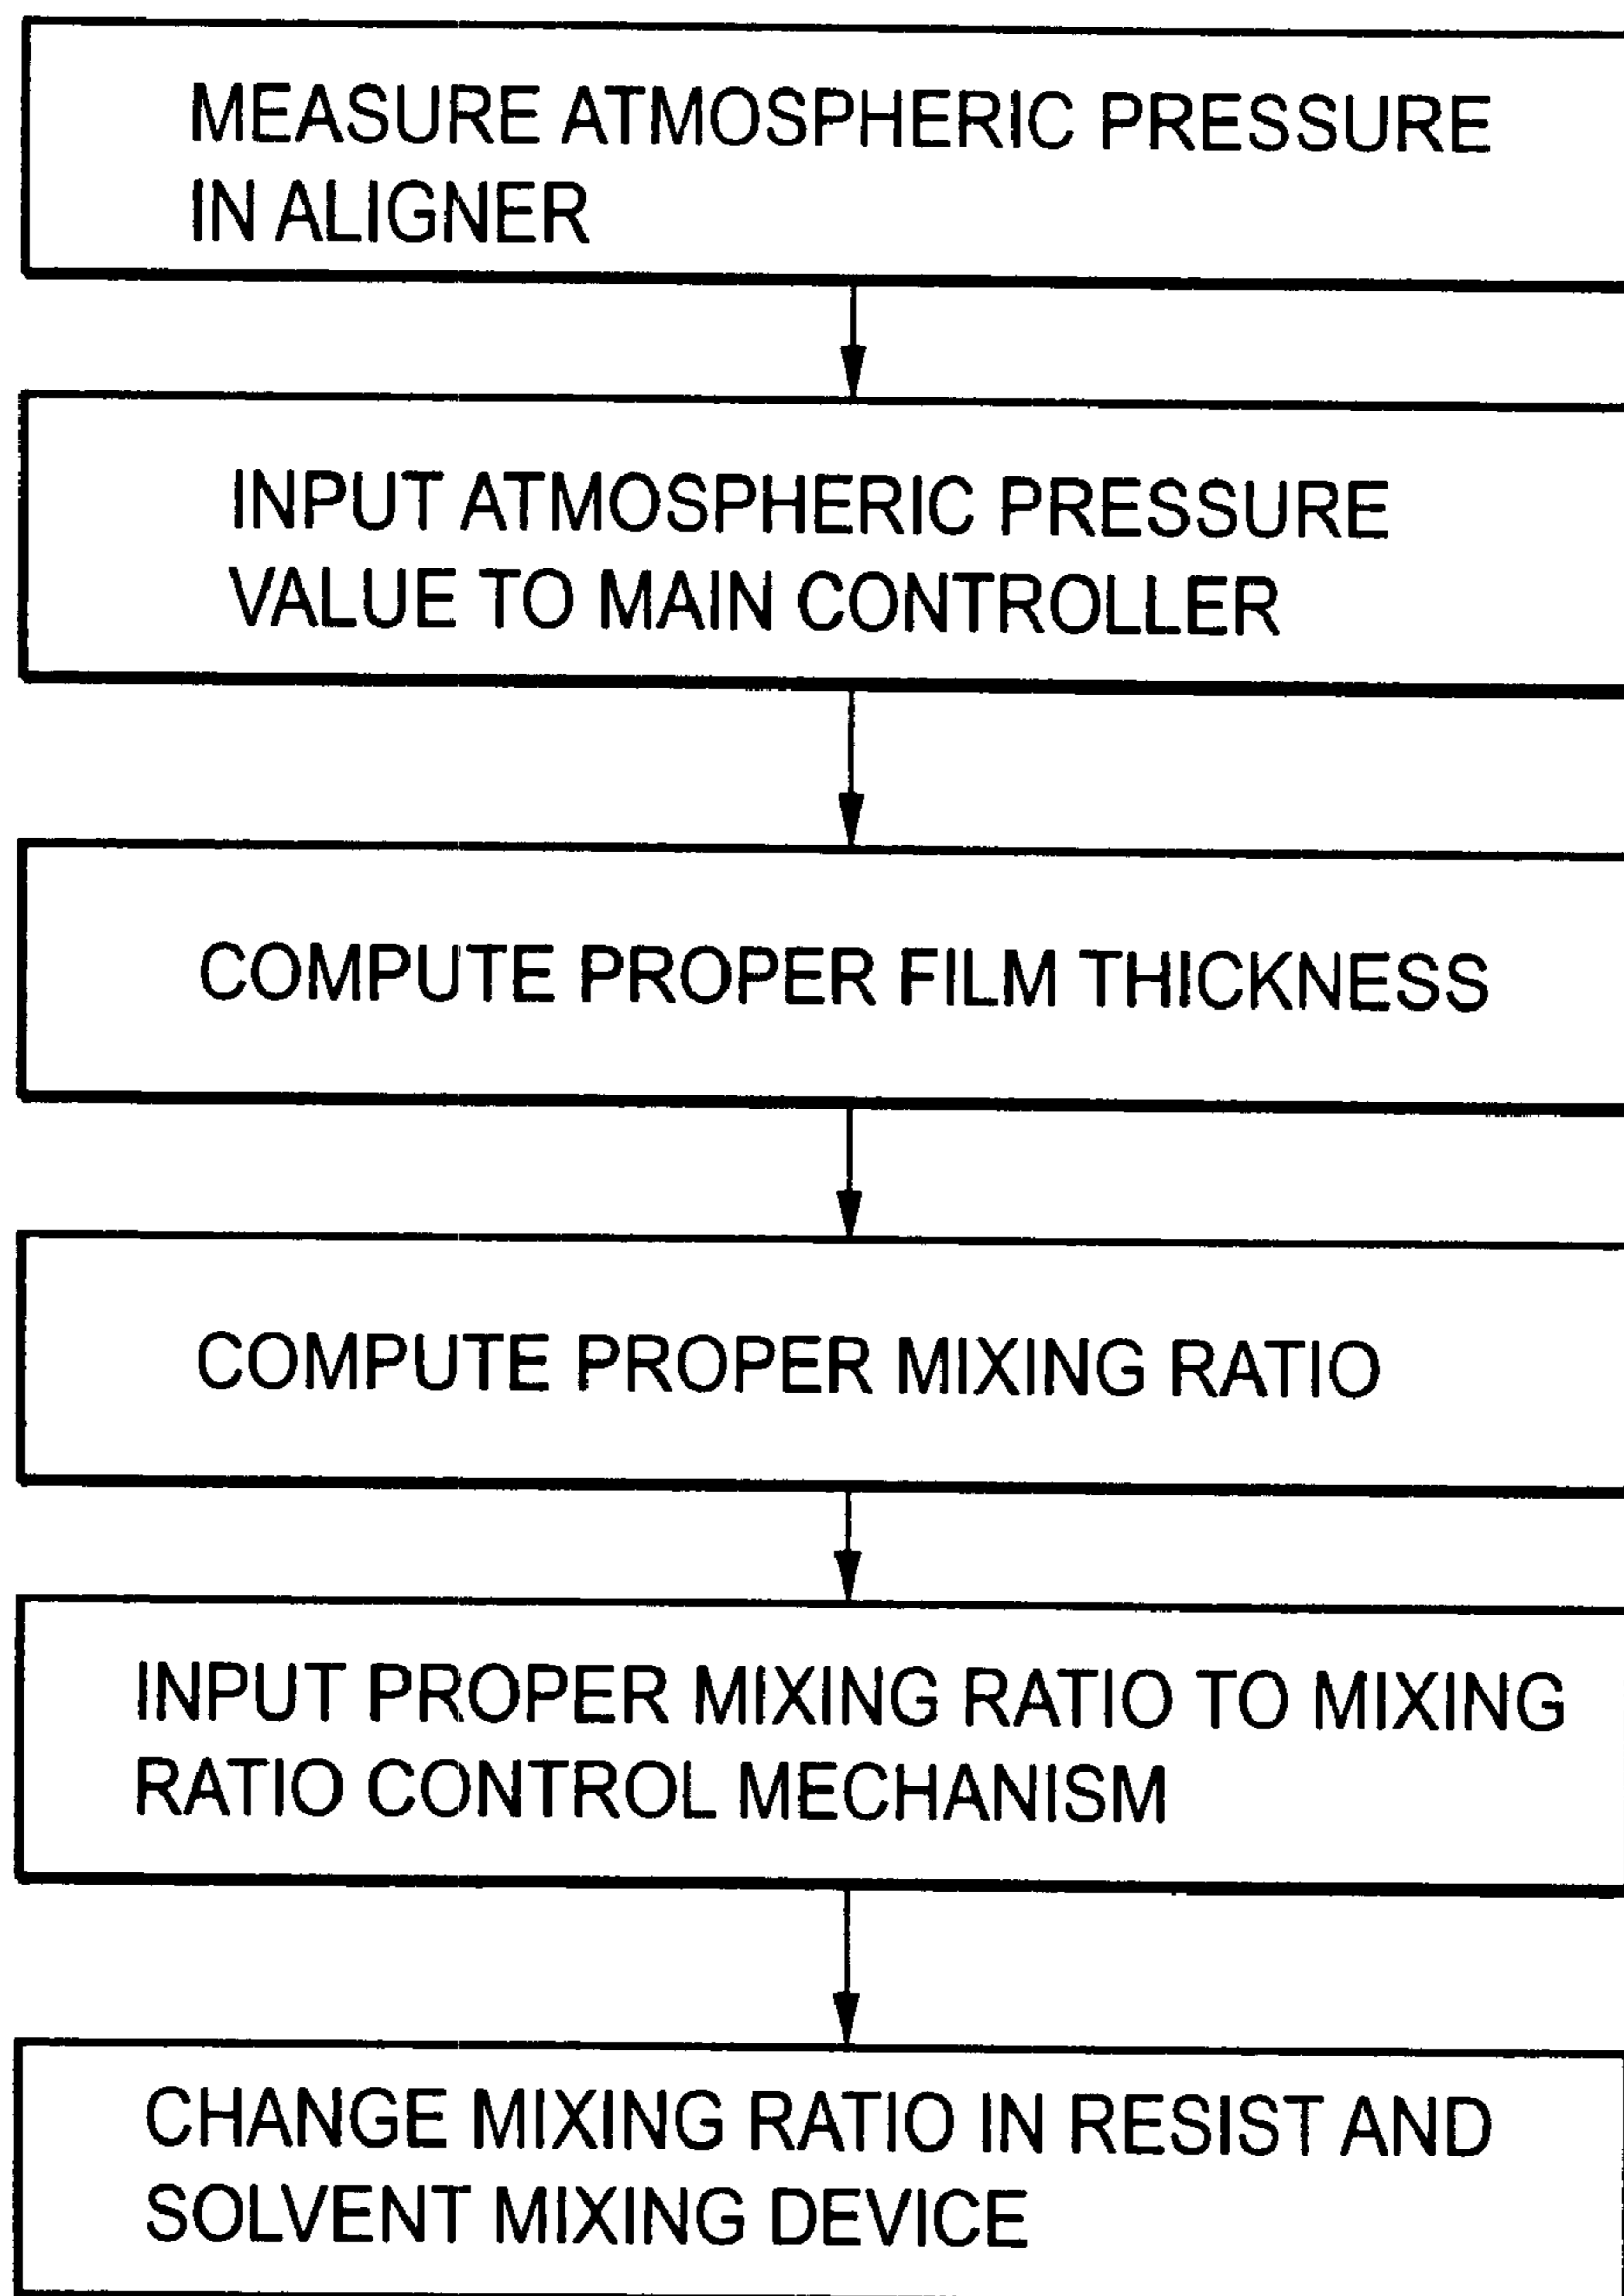 MEASURE ATMOSPHERIC PRESSURE
IN ALIGNER
INPUT ATMOSPHERIC PRESSURE
VALUE TO MAIN CONTROLLER
COMPUTE PROPER FILM THICKNESS
COMPUTE PROPER MIXING RATIO
INPUT PROPER MIXING RATIO TO MIXING
RATIO CONTROL MECHANISM
CHANGE MIXING RATIO IN RESIST AND
SOLVENT MIXING DEVICE